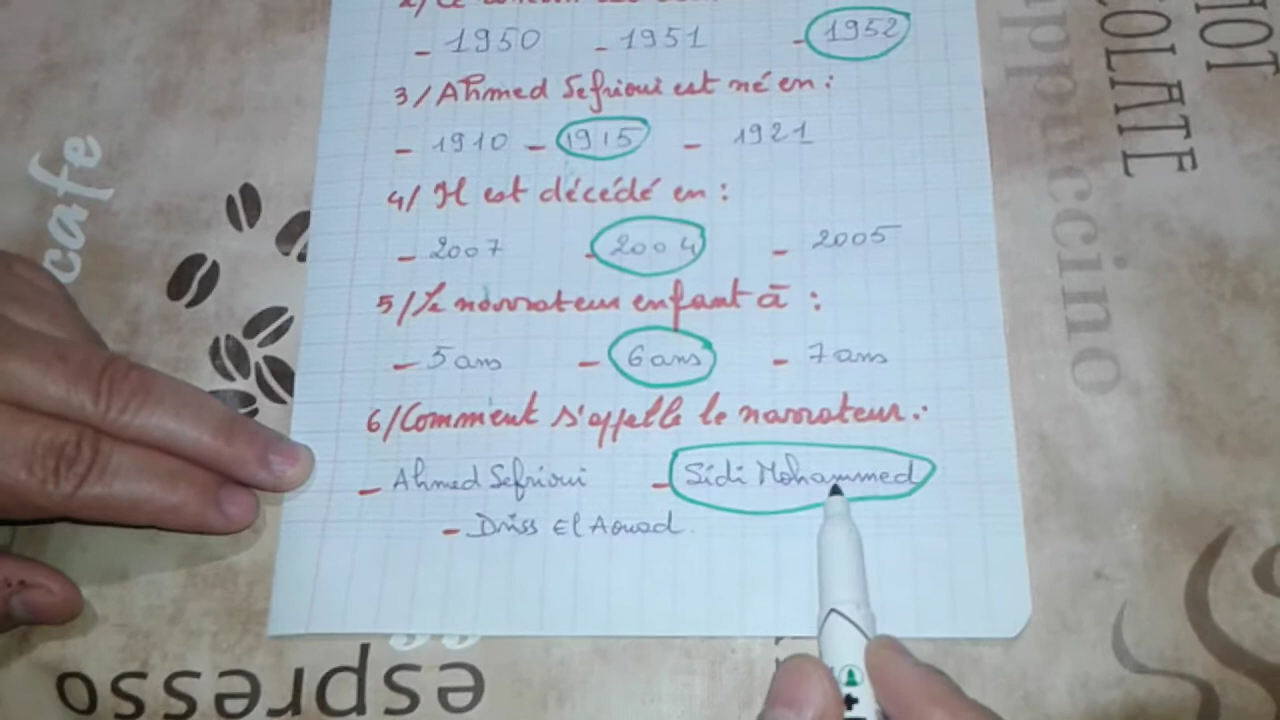 - 1950 - 1951 - 1952
3/ Ahmed Sefrioui est né en :
- 1910 - 1915 - 1921
4/ Il est décédé en :
- 2007 - 2004 - 2005
5/ Le narrateur enfant à :
- 5 ans - 6 ans - 7 ans
6/ Comment s'appelle le narrateur :
- Ahmed Sefrioui - Sidi Mohammed
- Driss El Aouad.
cafe
espresso
cappuccino
COLATE
HOT